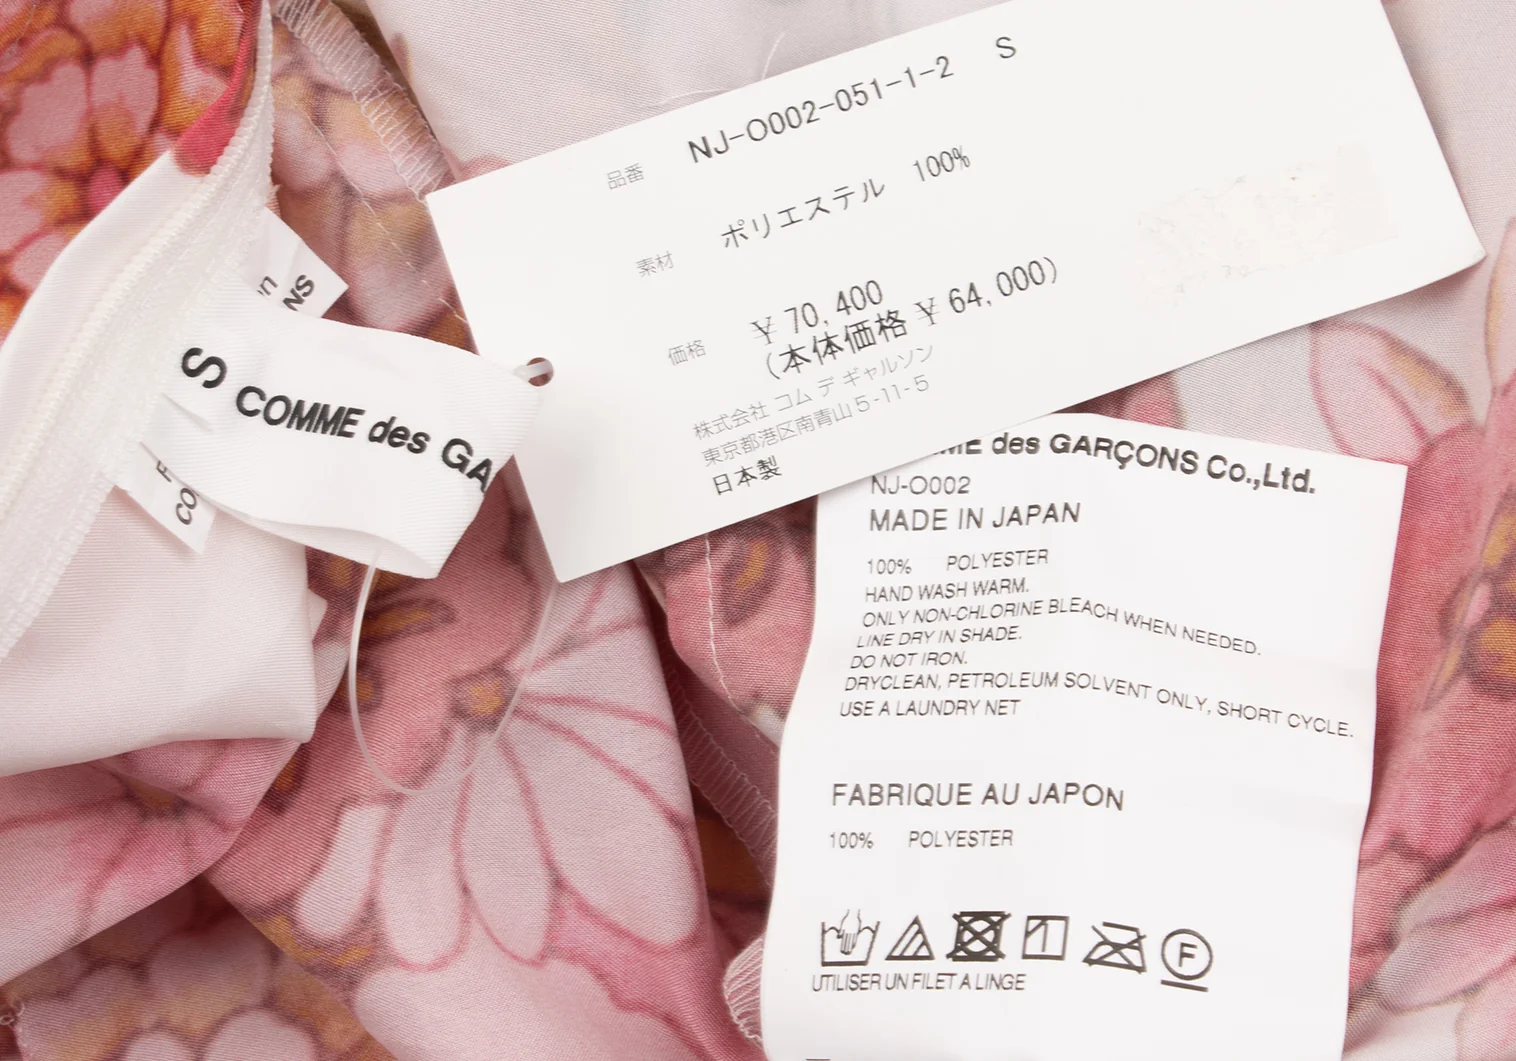 品番 NJ-O002-051-1-2 S
素材 ポリエステル 100%
価格 ¥70,400
(本体価格 ¥64,000)
株式会社 コム デ ギャルソン
東京都港区南青山5-11-5
日本製
S COMME des GA
CO
NS
ME des GARÇONS Co.,Ltd.
NJ-O002
MADE IN JAPAN
100% POLYESTER
HAND WASH WARM.
ONLY NON-CHLORINE BLEACH WHEN NEEDED.
LINE DRY IN SHADE.
DO NOT IRON.
DRYCLEAN, PETROLEUM SOLVENT ONLY, SHORT CYCLE.
USE A LAUNDRY NET
FABRIQUE AU JAPON
100% POLYESTER
F
UTILISER UN FILET A LINGE